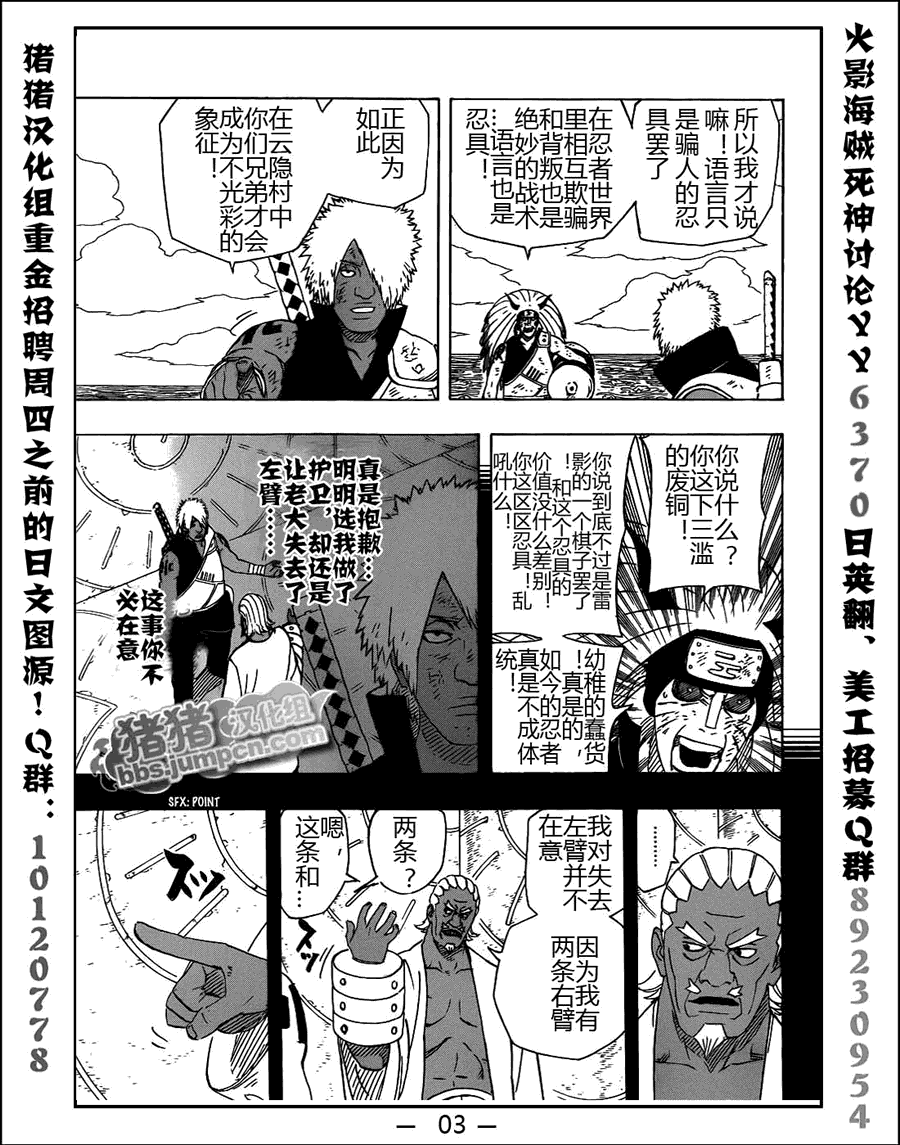 火影海贼死神讨论YY6370日英翻、美工招募Q群89230954
所以我才说
嘛！语言只
是骗人的忍
具罢了
在忍者世界
里相互欺骗
和背叛也是
绝妙的战术
…语言也是
忍具！
正因为
如此
在云隐村中
你们兄弟才会
成为不光彩的
象征！
你说什么？
你这下三滥
的废铜！
你说到底不过是雷
影的一个棋子罢了
！和这个忍具的
价值没什么差别！
你这区区忍具！乱
吼什么！
幼稚的蠢货
！真是的，
如今的忍者
真是不成体
统！
真是抱歉…
明明选我做了
护卫，却还是
让老大失去了
左臂……
这事你不
必在意
猪猪汉化组
bbs.jumpcn.com
SFX: POINT
………
我对失去
左臂并不
在意
因为我有
两条右臂
两条？
嗯，
这条和…
スッ
スッ
猪猪汉化组重金招聘周四之前的日文图源！Q群：101120778
— 03 —